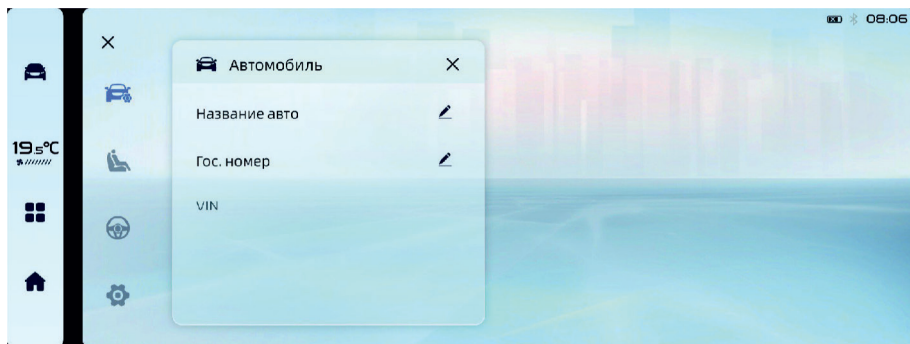 08:06
Автомобиль
Название авто
19.5°C
Гос. номер
VIN